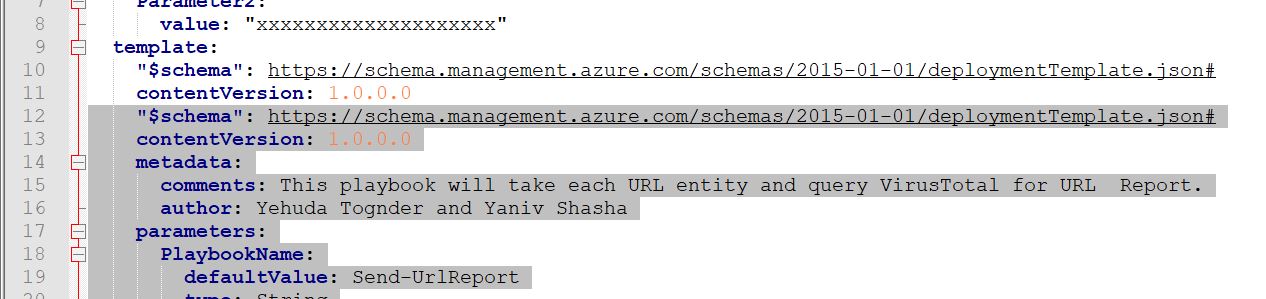 7 Parameter2:
8 value: "xxxxxxxxxxxxxxxxxxxx"
9 template:
10 "$schema": https://schema.management.azure.com/schemas/2015-01-01/deploymentTemplate.json#
11 contentVersion: 1.0.0.0
12 "$schema": https://schema.management.azure.com/schemas/2015-01-01/deploymentTemplate.json#
13 contentVersion: 1.0.0.0
14 metadata:
15 comments: This playbook will take each URL entity and query VirusTotal for URL  Report.
16 author: Yehuda Tognder and Yaniv Shasha
17 parameters:
18 PlaybookName:
19 defaultValue: Send-UrlReport
20 type: String